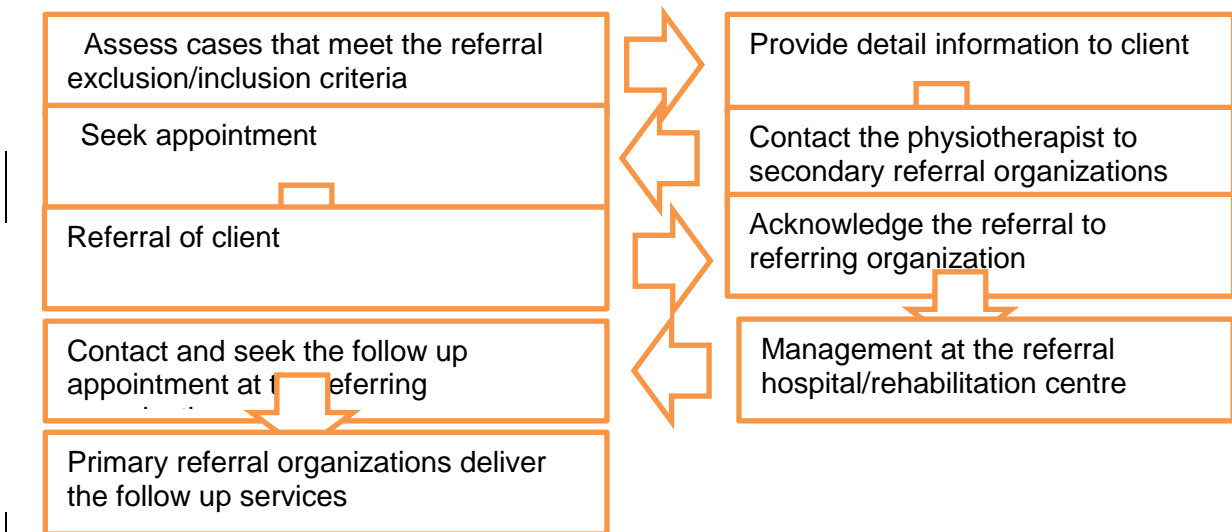 Assess cases that meet the referral
exclusion/inclusion criteria
Provide detail information to client
Contact the physiotherapist to
secondary referral organizations
Seek appointment
Referral of client
Acknowledge the referral to
referring organization
Management at the referral
hospital/rehabilitation centre
Contact and seek the follow up
appointment at eferring
Primary referral organizations deliver
the follow up services